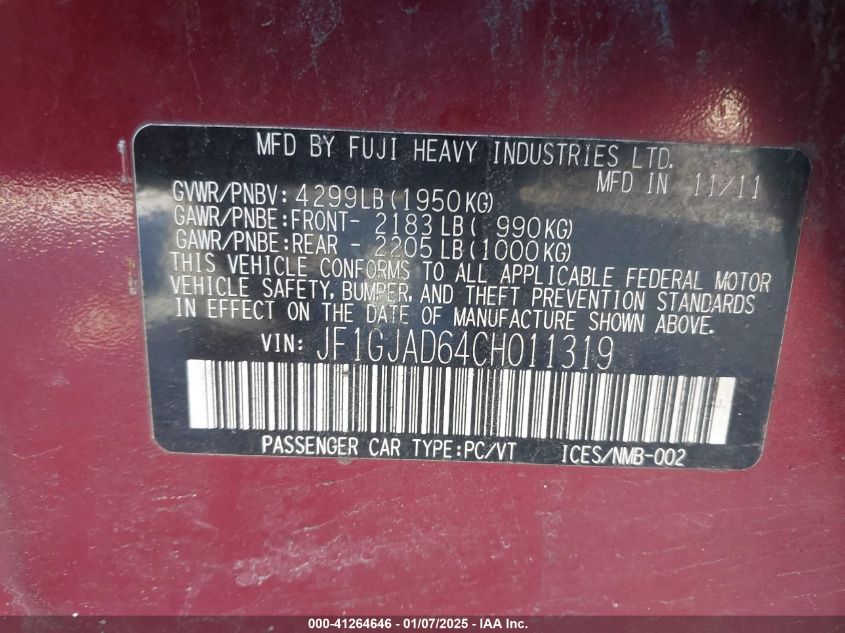 MFD BY FUJI HEAVY INDUSTRIES LTD.
MFD IN 11/11
GVWR/PNBV: 4299LB(1950KG)
GAWR/PNBE:FRONT- 2183LB( 990KG)
GAWR/PNBE:REAR - 2205LB(1000KG)
THIS VEHICLE CONFORMS TO ALL APPLICABLE FEDERAL MOTOR
VEHICLE SAFETY, BUMPER, AND THEFT PREVENTION STANDARDS
IN EFFECT ON THE DATE OF MANUFACTURE SHOWN ABOVE.
VIN: JF1GJAD64CH011319
PASSENGER CAR TYPE:PC/VT ICES/NMB-002
000-41264646 - 01/07/2025 - IAA Inc.